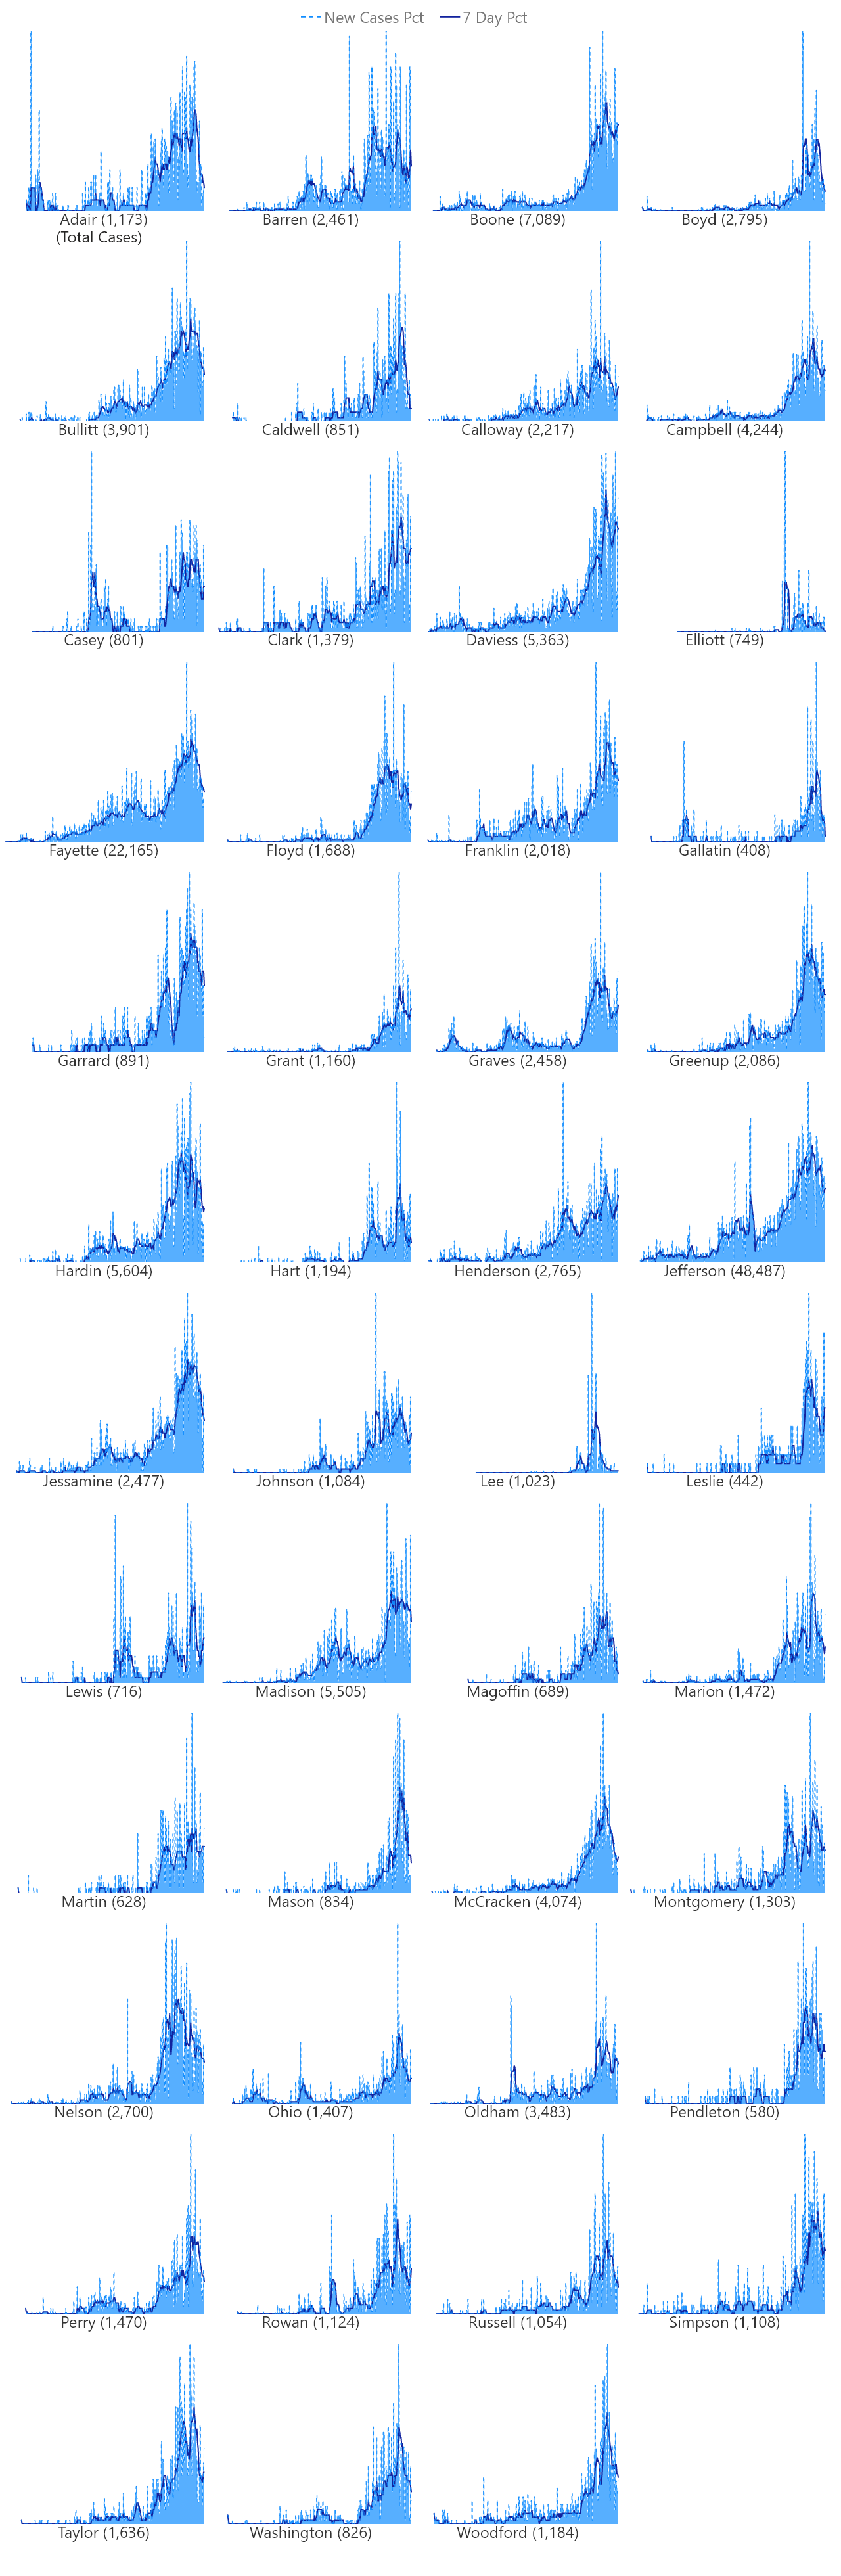 New Cases Pct 7 Day Pct
Adair (1,173) Barren (2,461) Boone (7,089) Boyd (2,795)
(Total Cases)
Bullitt (3,901) Caldwell (851) Calloway (2,217) Campbell (4,244)
Casey (801) Clark (1,379) Daviess (5,363) Elliott (749)
Fayette (22,165) Floyd (1,688) Franklin (2,018) Gallatin (408)
Garrard (891) Grant (1,160) Graves (2,458) Greenup (2,086)
Hardin (5,604) Hart (1,194) Henderson (2,765) Jefferson (48,487)
Jessamine (2,477) Johnson (1,084) Lee (1,023) Leslie (442)
Lewis (716) Madison (5,505) Magoffin (689) Marion (1,472)
Martin (628) Mason (834) McCracken (4,074) Montgomery (1,303)
Nelson (2,700) Ohio (1,407) Oldham (3,483) Pendleton (580)
Perry (1,470) Rowan (1,124) Russell (1,054) Simpson (1,108)
Taylor (1,636) Washington (826) Woodford (1,184)